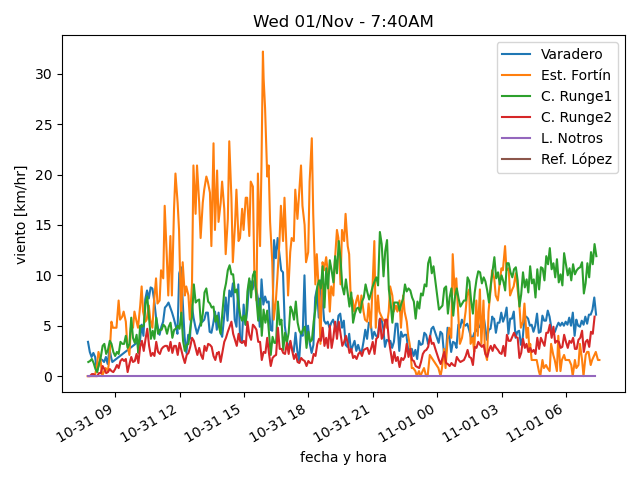 Wed 01/Nov - 7:40AM
Varadero
Est. Fortín
C. Runge1
C. Runge2
L. Notros
Ref. López
viento [km/hr]
30
25
20
15
10
5
0
10-31 09
10-31 12
10-31 15
10-31 18
10-31 21
11-01 00
11-01 03
11-01 06
fecha y hora